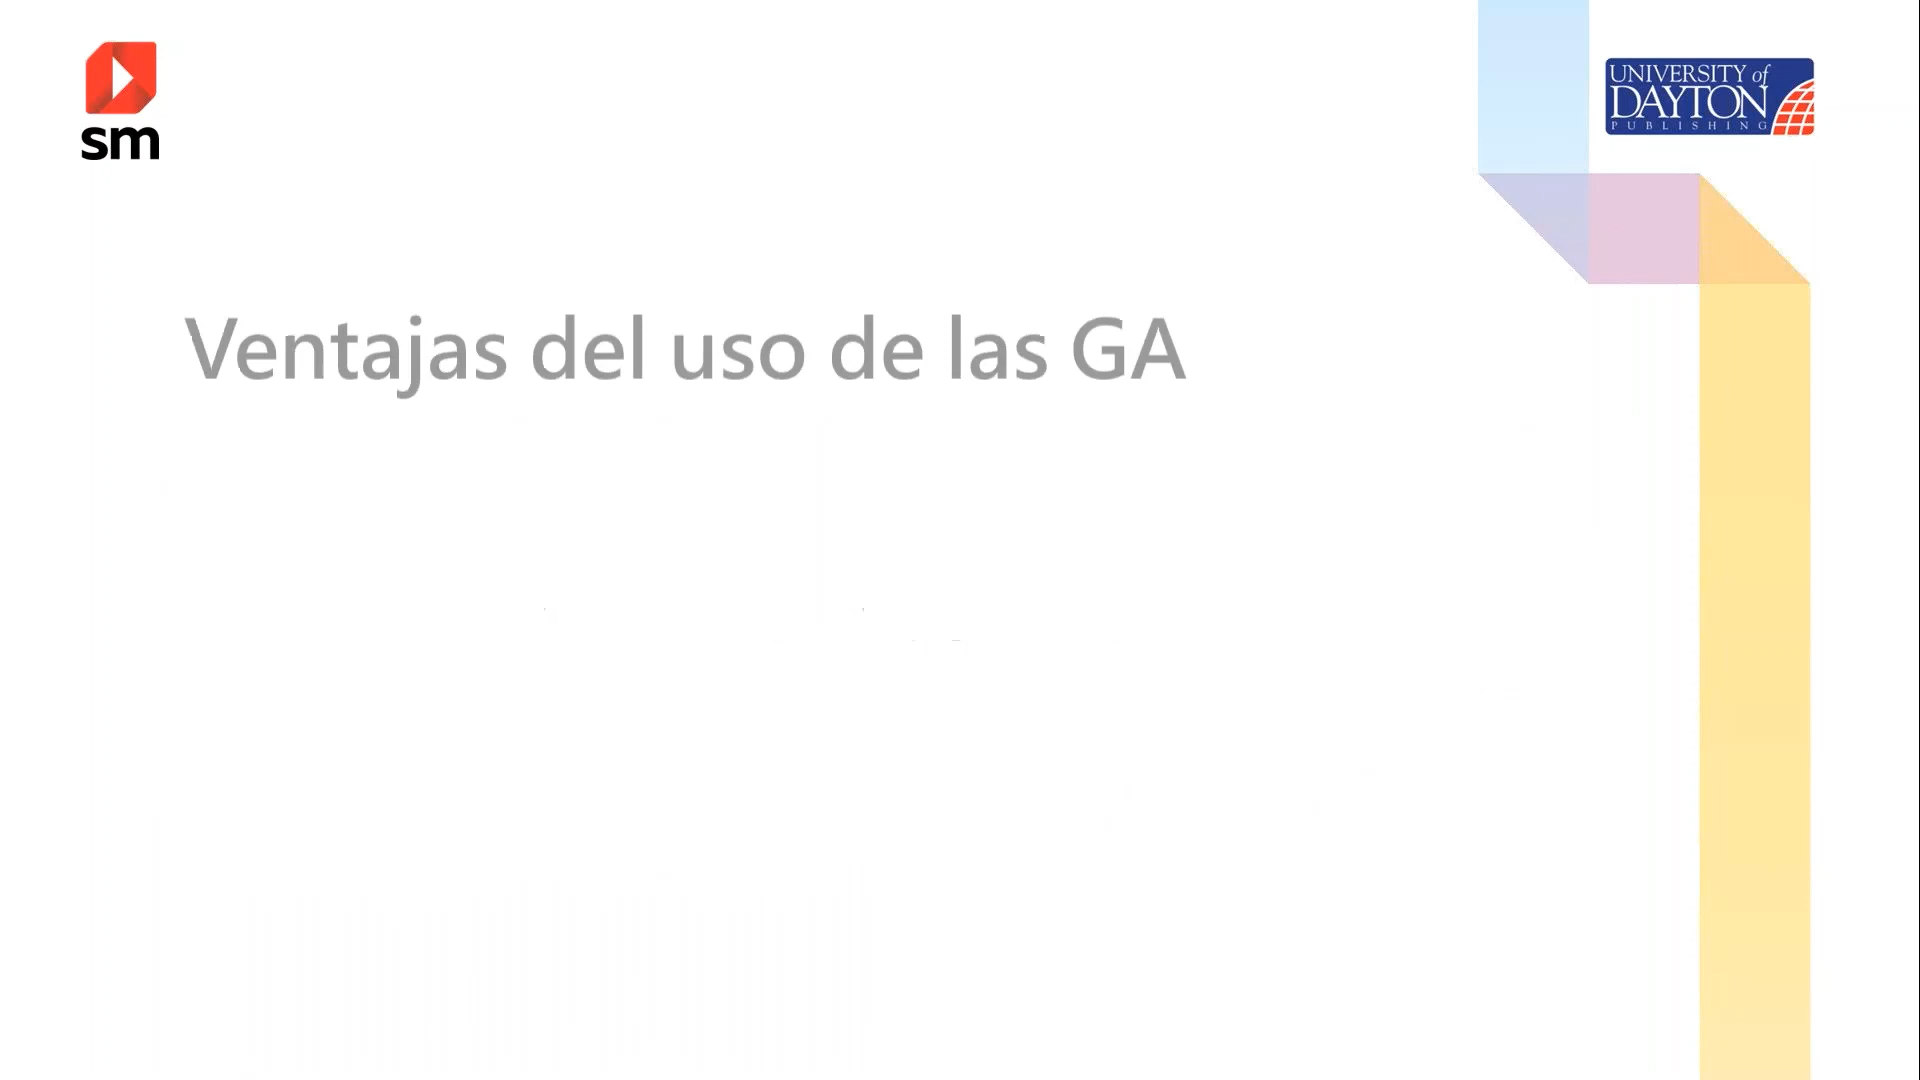 sm
UNIVERSITY of
DAYTON
PUBLISHING
Ventajas del uso de las GA